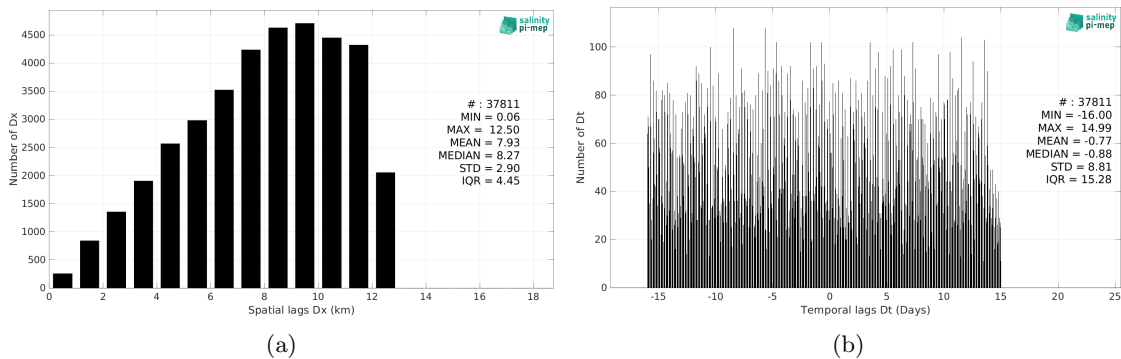 salinity
pi-mep
4500
4000
3500
3000
2500
2000
1500
1000
500
0
Number of Dx
# : 37811
MIN = 0.06
MAX = 12.50
MEAN = 7.93
MEDIAN = 8.27
STD = 2.90
IQR = 4.45
0 2 4 6 8 10 12 14 16 18
Spatial lags Dx (km)
(a)
salinity
pi-mep
100
80
60
40
20
0
Number of Dt
# : 37811
MIN = -16.00
MAX = 14.99
MEAN = -0.77
MEDIAN = -0.88
STD = 8.81
IQR = 15.28
-15 -10 -5 0 5 10 15 20 25
Temporal lags Dt (Days)
(b)